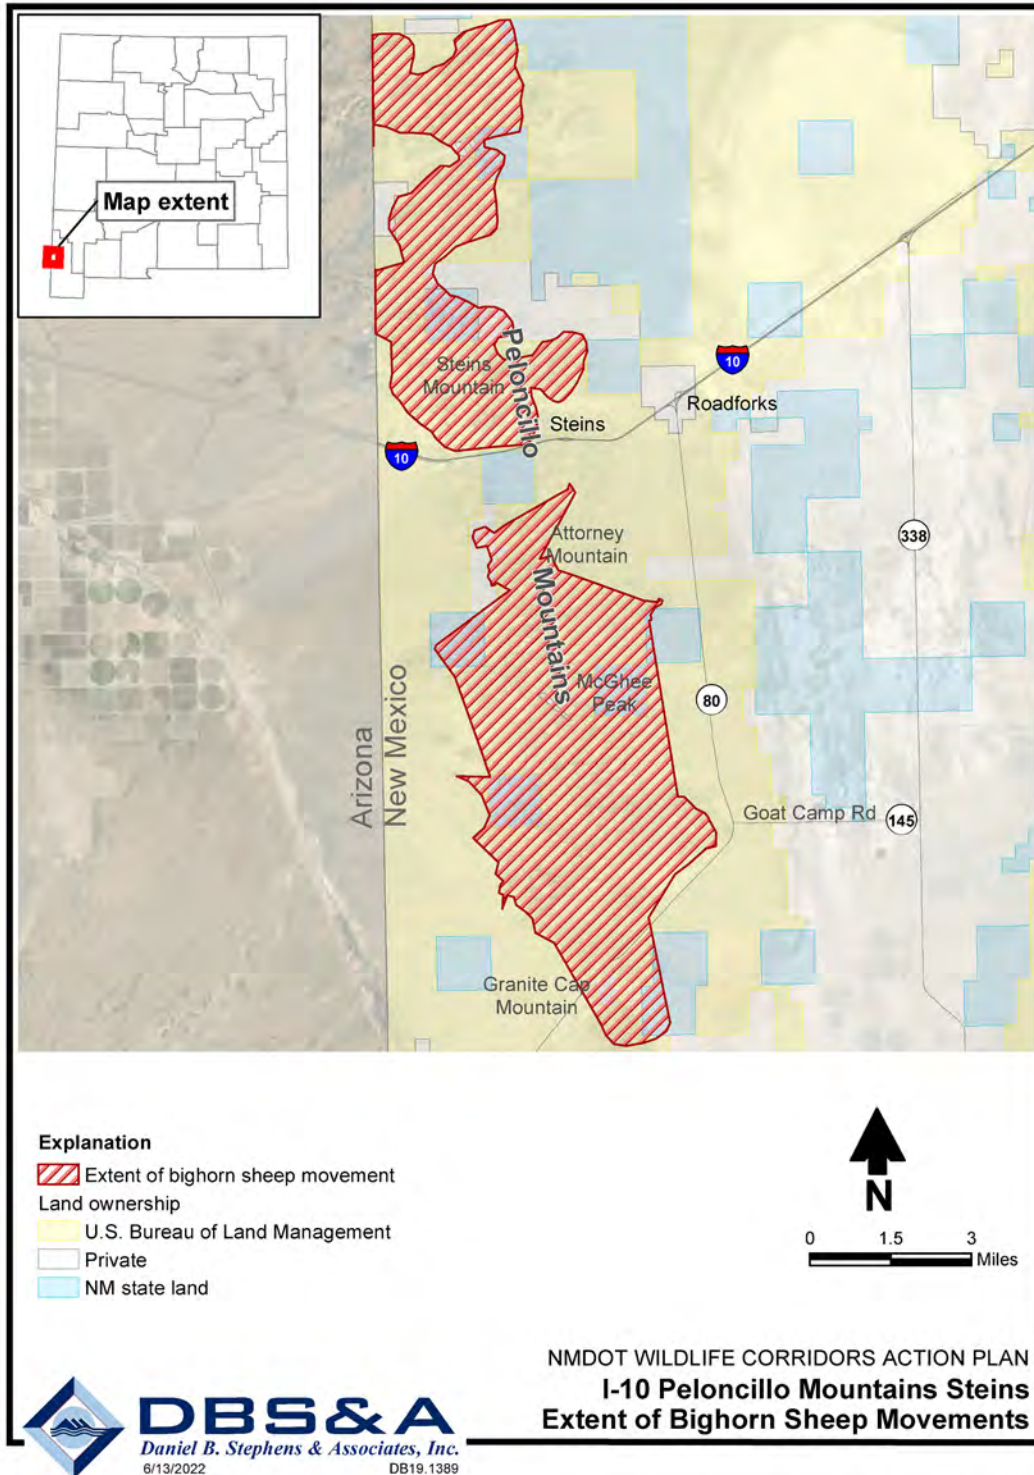 Map extent
Steins
Mountain
Peloncillo
Steins
10
Roadforks
10
Attorney
Mountain
338
Mountains
McGhee
Peak
80
Arizona
New Mexico
Goat Camp Rd
145
Granite Cap
Mountain
Explanation
Extent of bighorn sheep movement
Land ownership
U.S. Bureau of Land Management
Private
NM state land
N
0 1.5 3
Miles
NMDOT WILDLIFE CORRIDORS ACTION PLAN
I-10 Peloncillo Mountains Steins
Extent of Bighorn Sheep Movements
DBS&A
Daniel B. Stephens & Associates, Inc.
6/13/2022 DB19.1389